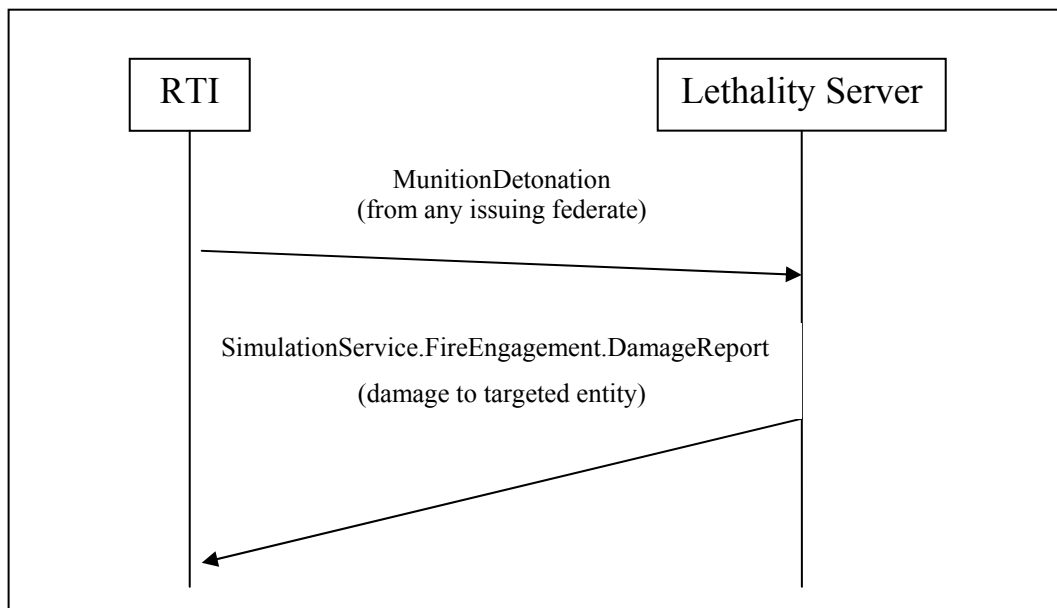 RTI
Lethality Server
MunitionDetonation
(from any issuing federate)
SimulationService.FireEngagement.DamageReport
(damage to targeted entity)